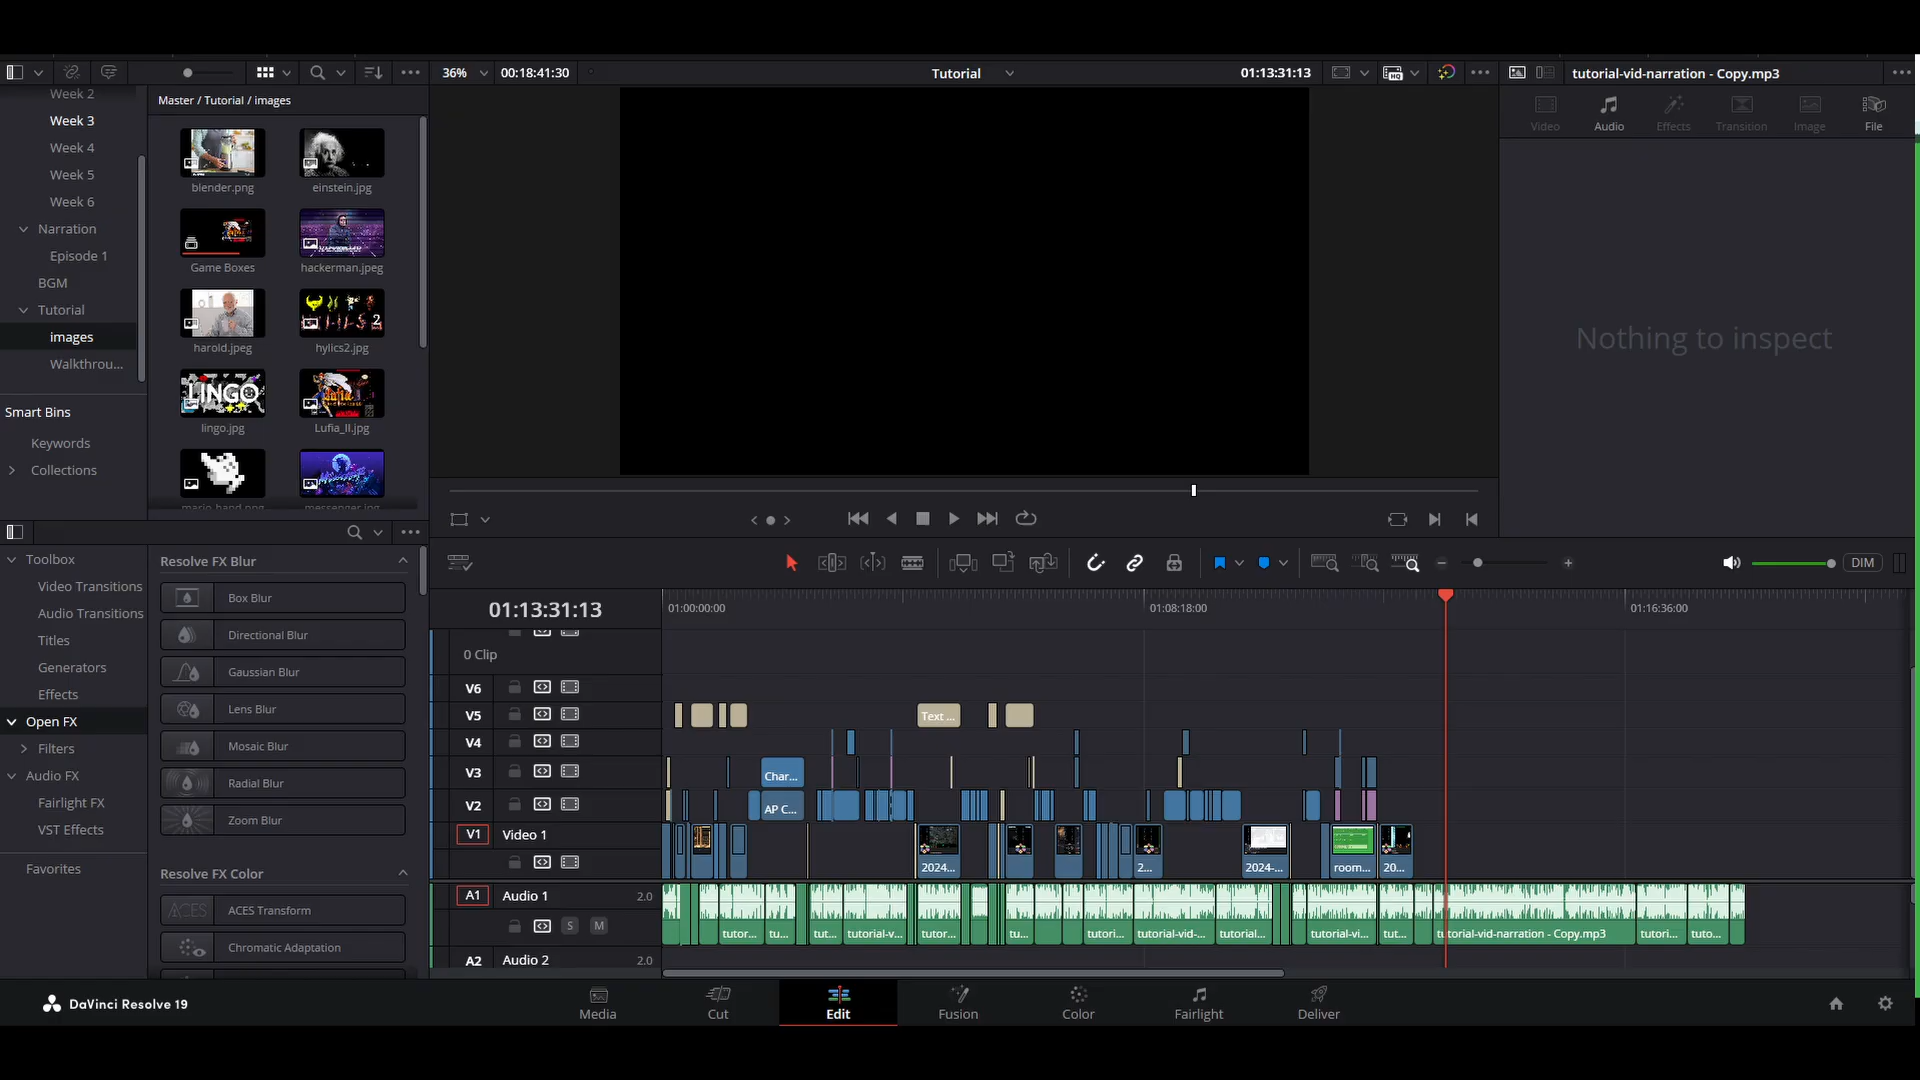 36%
00:18:41:30
Tutorial
01:13:31:13
tutorial-vid-narration - Copy.mp3
Week 2
Week 3
Week 4
Week 5
Week 6
Narration
Episode 1
BGM
Tutorial
images
Walkthrou...
Smart Bins
Keywords
Collections
Master / Tutorial / images
blender.png
einstein.jpg
Game Boxes
hackerman.jpeg
harold.jpeg
hylics2.jpg
LINGO
lingo.jpg
Lufia_II.jpg
Video
Audio
Effects
Transition
Image
File
Nothing to inspect
Toolbox
Video Transitions
Audio Transitions
Titles
Generators
Effects
Open FX
Filters
Audio FX
Fairlight FX
VST Effects
Favorites
Resolve FX Blur
Box Blur
Directional Blur
Gaussian Blur
Lens Blur
Mosaic Blur
Radial Blur
Zoom Blur
Resolve FX Color
ACES
ACES Transform
Chromatic Adaptation
DIM
01:13:31:13
01:00:00:00
01:08:18:00
01:16:36:00
0 Clip
V6
V5
Text ...
V4
V3
Char...
V2
AP C...
V1
Video 1
2024...
2...
2024-...
room...
20...
A1
Audio 1
2.0
S
M
tutor...
tu...
tut...
tutorial-v...
tutor...
tu...
tutori...
tutorial-vid-...
tutorial...
tutorial-vi...
tut...
tutorial-vid-narration - Copy.mp3
tutori...
tuto...
A2
Audio 2
2.0
DaVinci Resolve 19
Media
Cut
Edit
Fusion
Color
Fairlight
Deliver